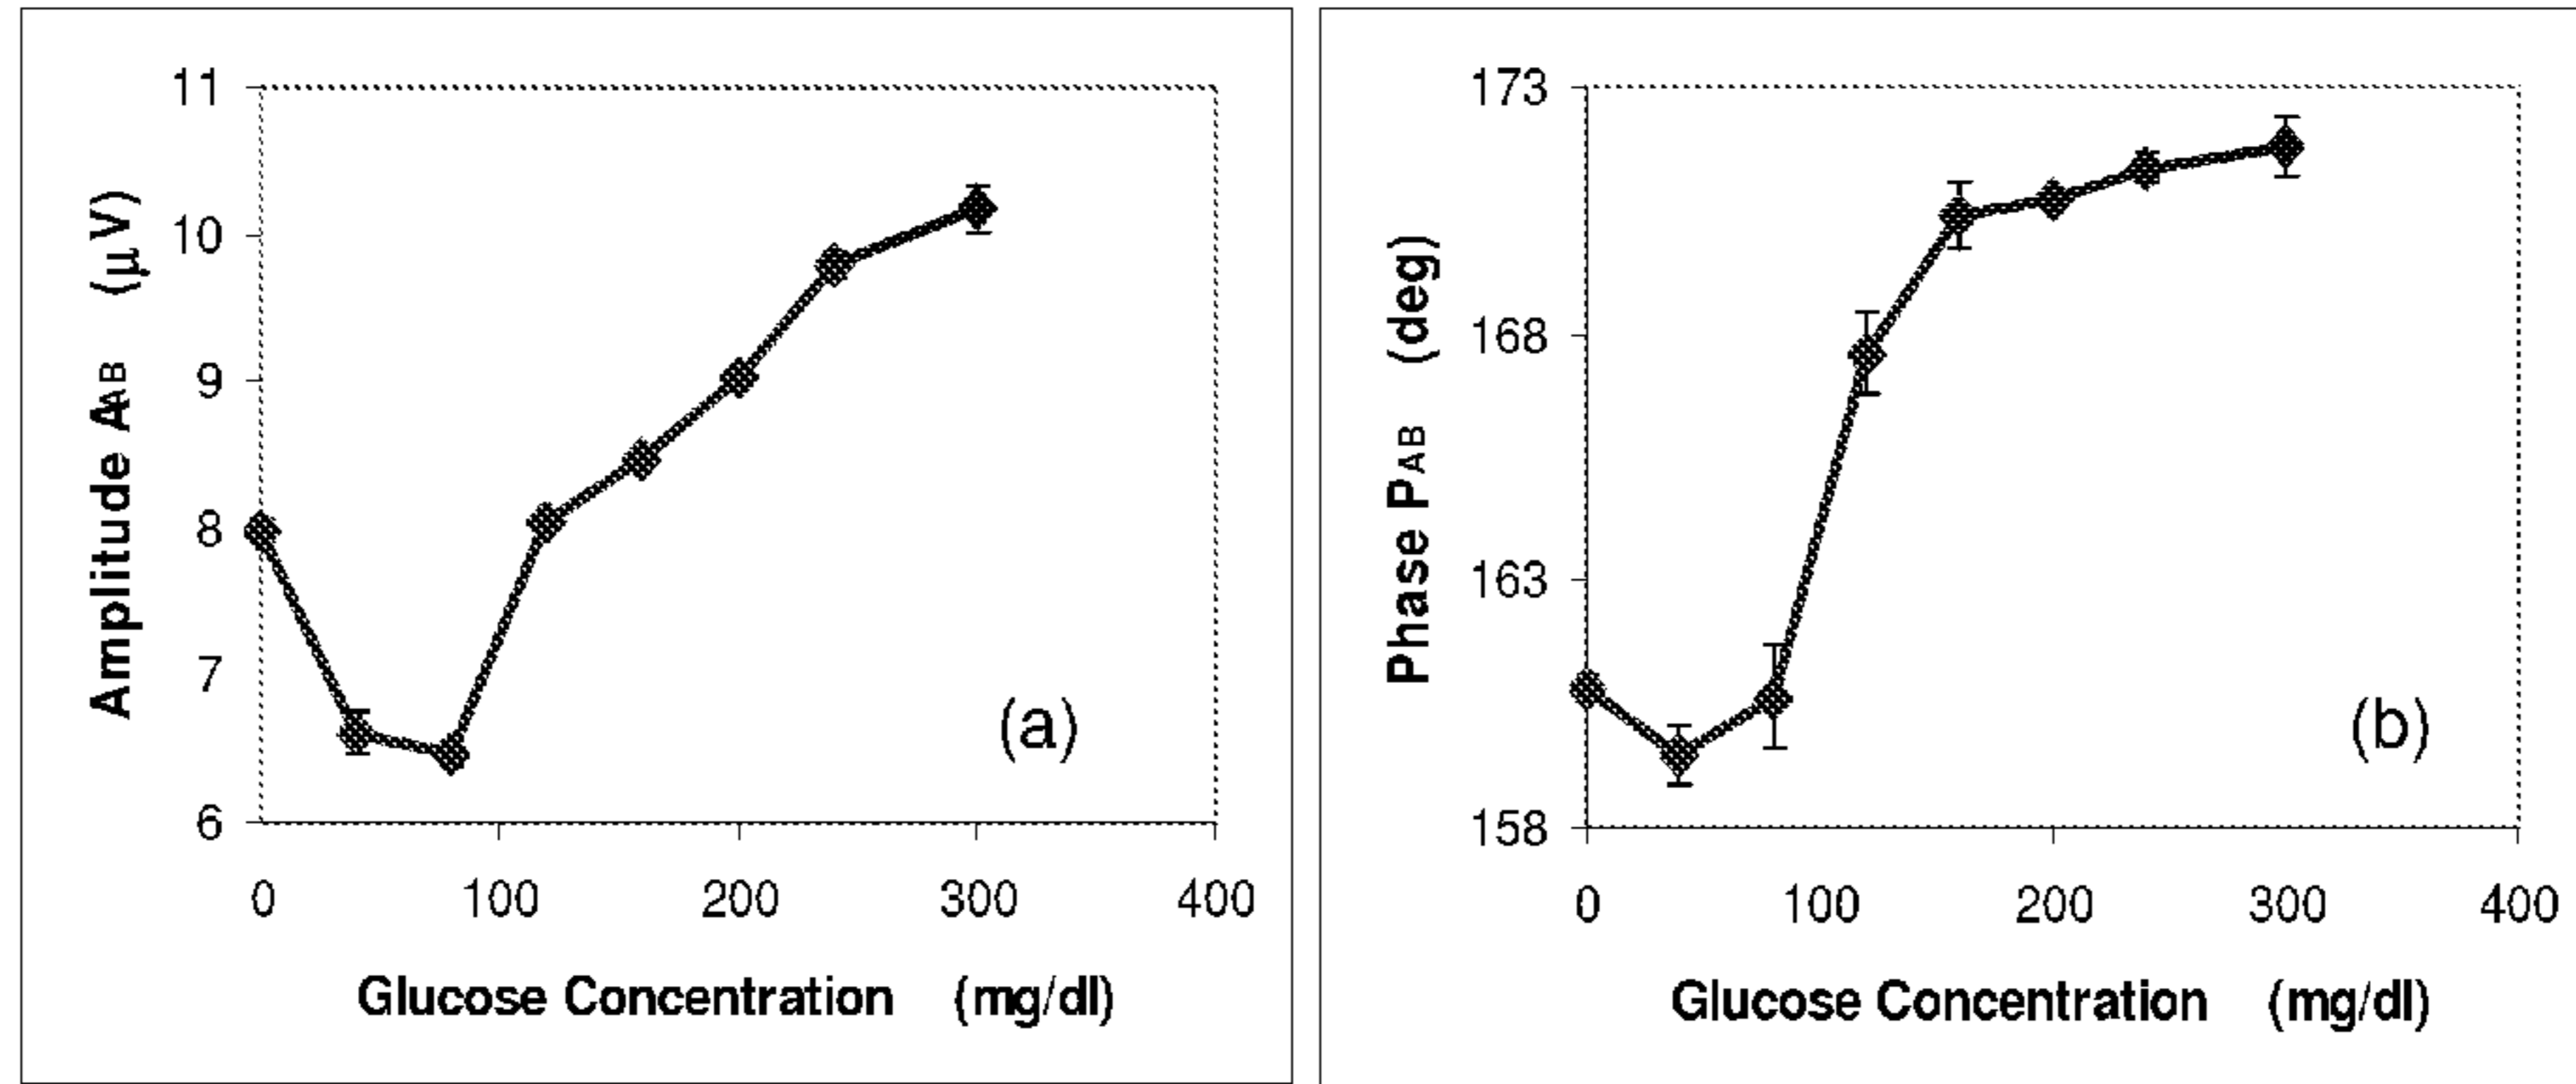 11
10
9
8
7
6
Amplitude AAB (μV)
0 100 200 300 400
Glucose Concentration (mg/dl)
(a)
173
168
163
158
Phase PAB (deg)
0 100 200 300 400
Glucose Concentration (mg/dl)
(b)